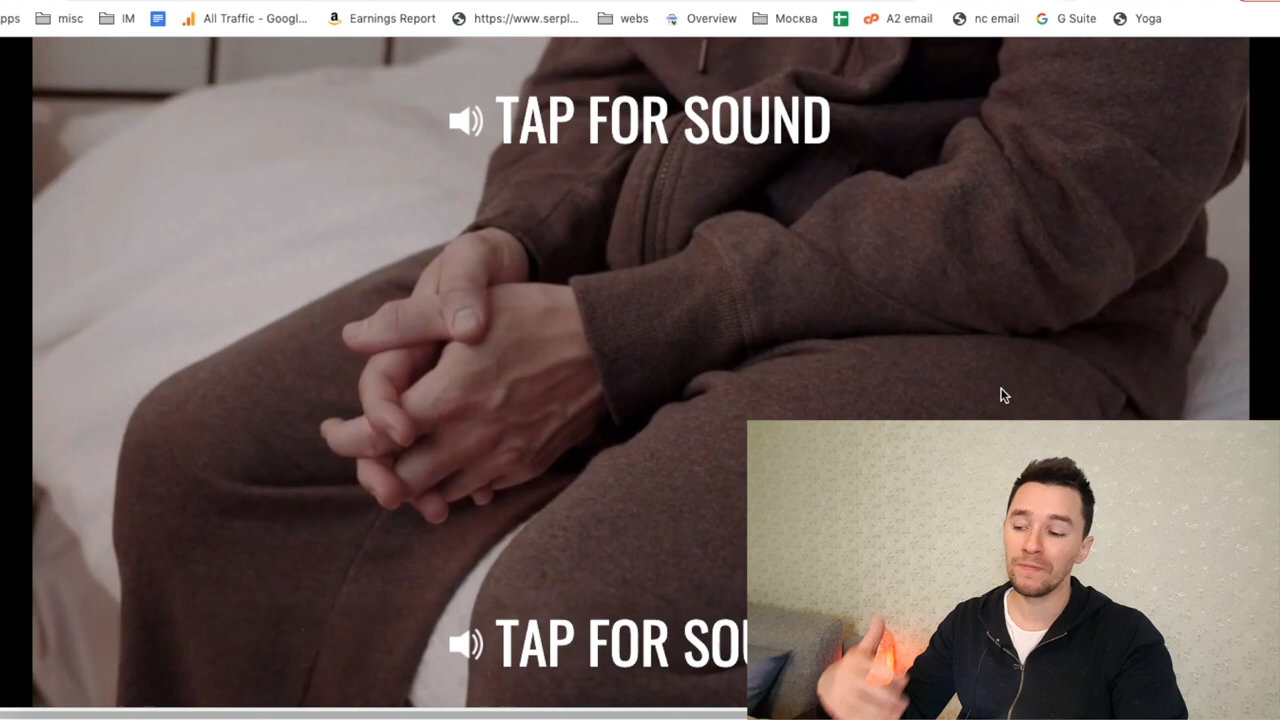 pps misc IM All Traffic - Googl... Earnings Report https://www.serpl... webs Overview Москва A2 email nc email G Suite Yoga
TAP FOR SOUND
TAP FOR SOU